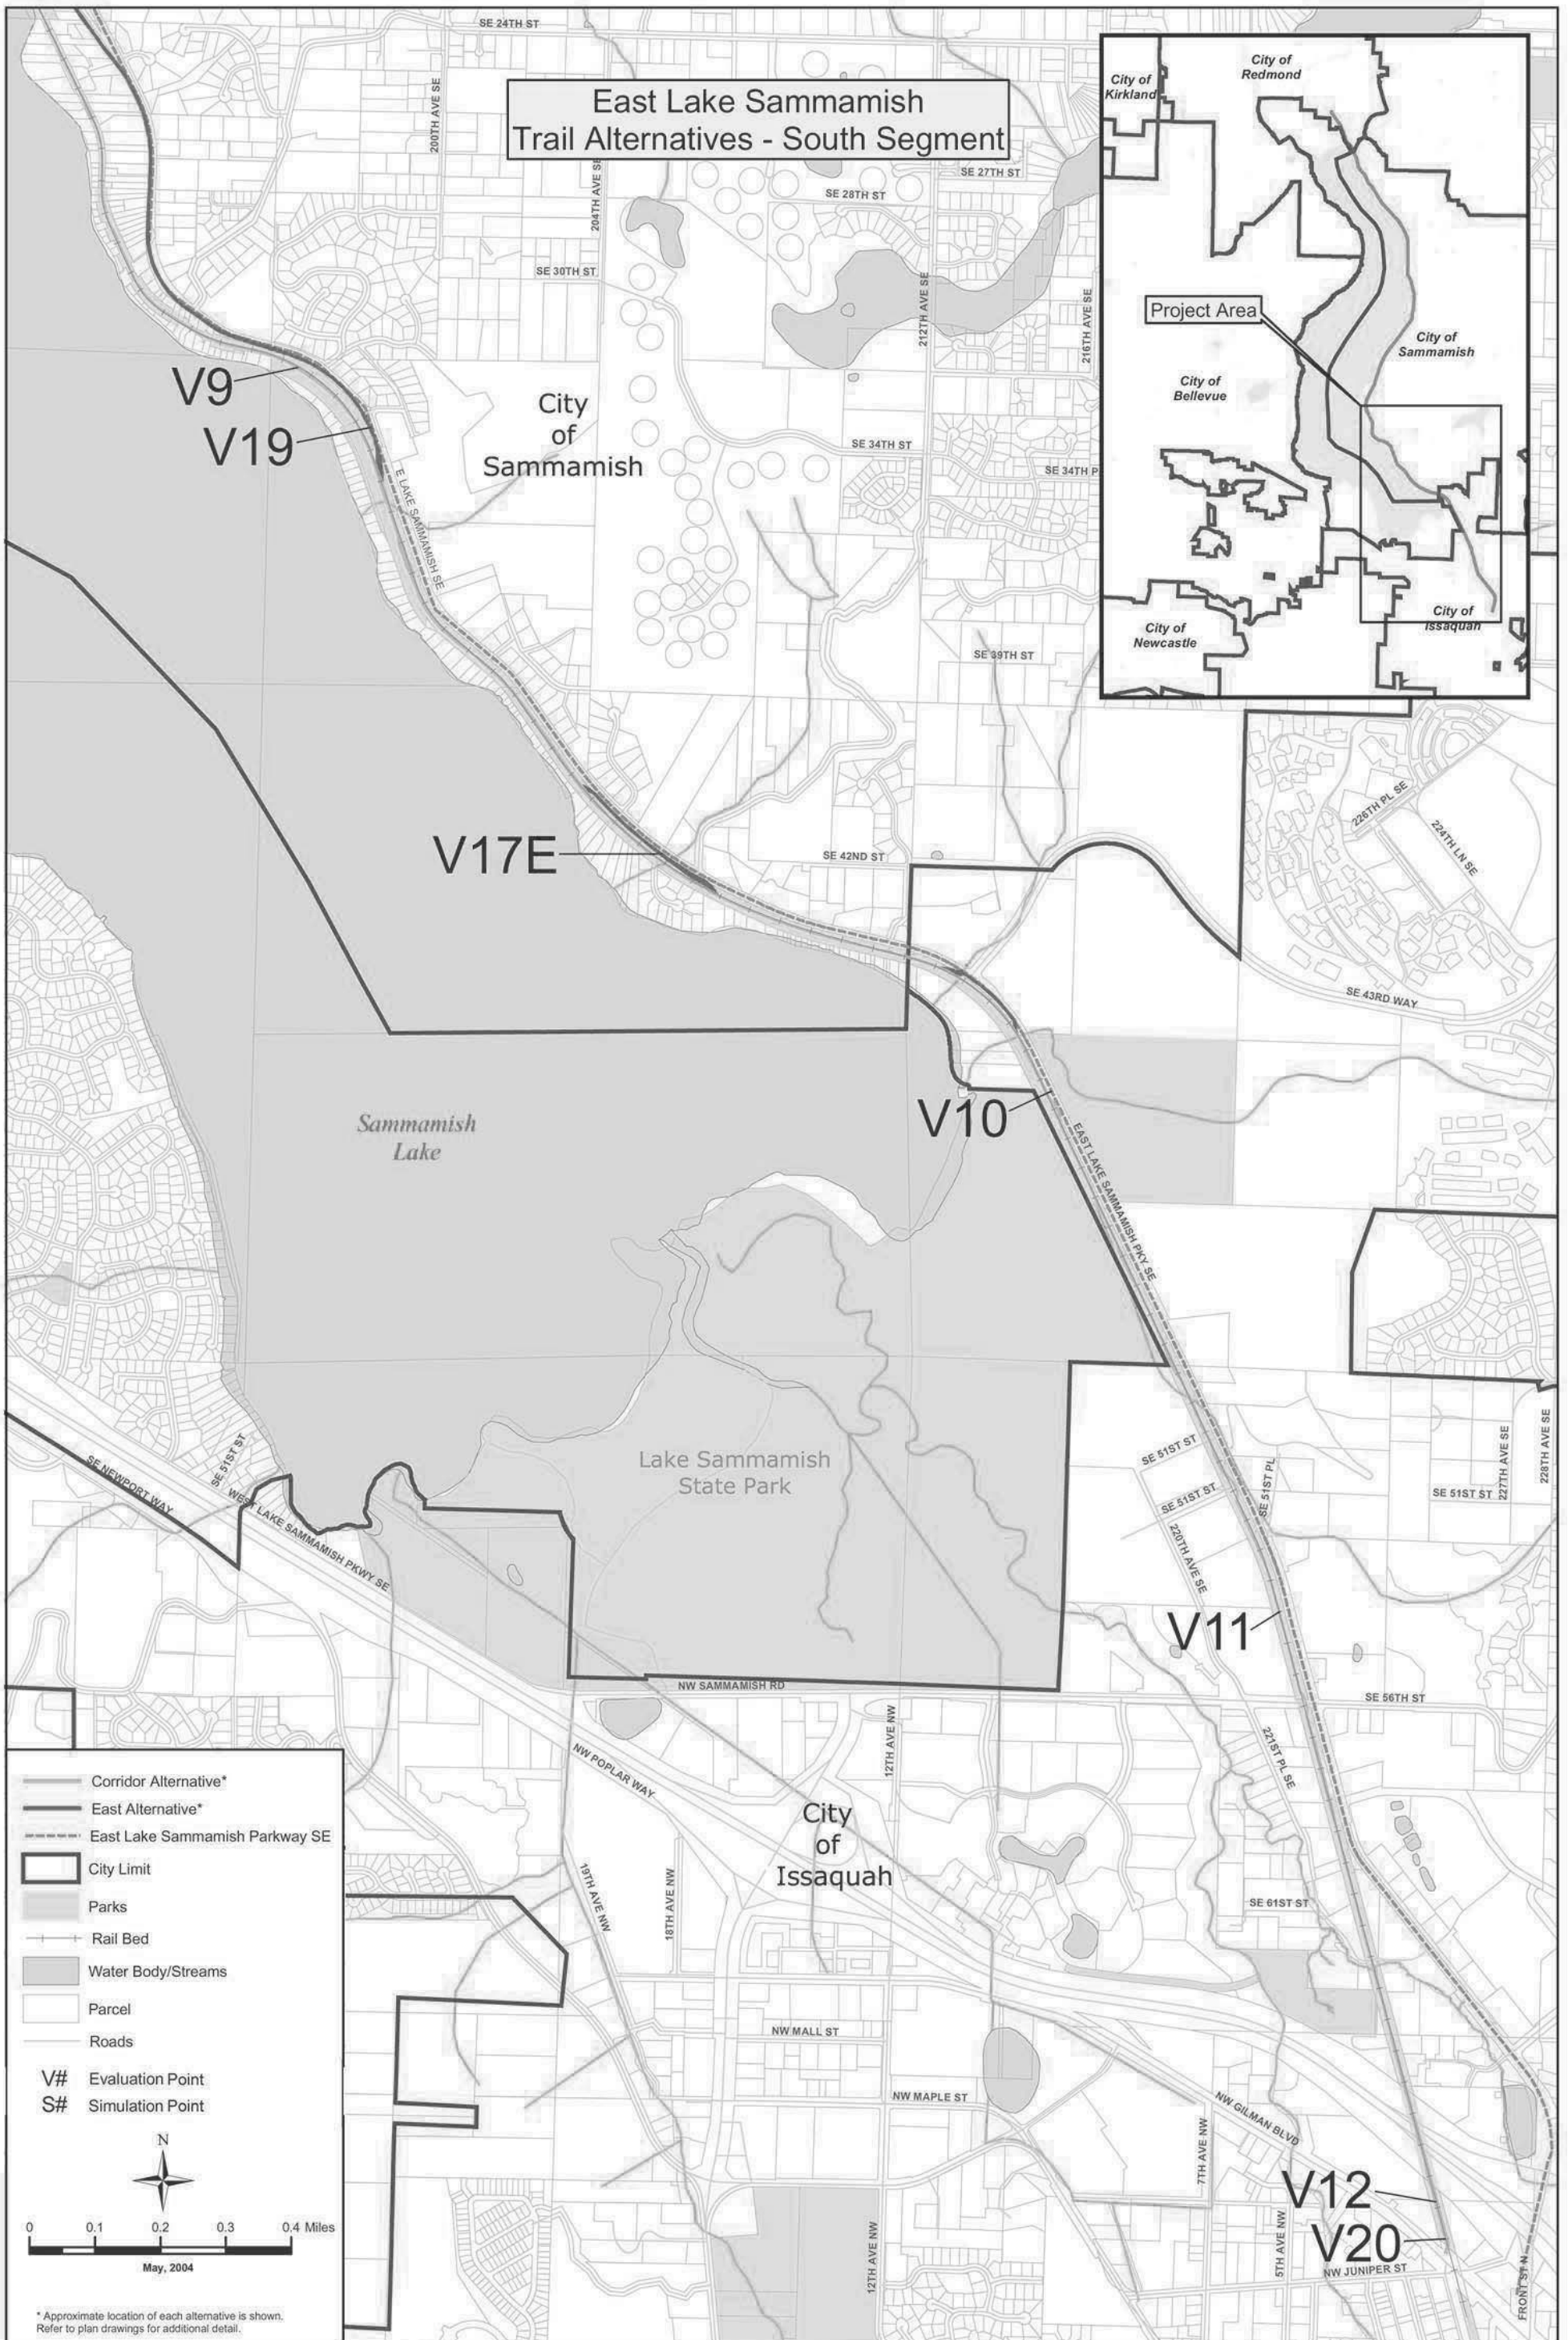 SE 24TH ST
200TH AVE SE
East Lake Sammamish
Trail Alternatives - South Segment
204TH AVE SE
SE 27TH ST
SE 28TH ST
SE 30TH ST
212TH AVE SE
216TH AVE SE
City of
Kirkland
City of
Redmond
Project Area
City of
Sammamish
City of
Bellevue
City of
Newcastle
City of
Issaquah
V9
V19
City
of
Sammamish
SE 34TH ST
SE 34TH P
E LAKE SAMMAMISH SE
SE 39TH ST
226TH PL SE
224TH LN SE
V17E
SE 42ND ST
SE 43RD WAY
Sammamish
Lake
V10
EAST LAKE SAMMAMISH PKY SE
Lake Sammamish
State Park
SE 51ST ST
SE 51ST ST
SE 51ST PL
SE 51ST ST
227TH AVE SE
228TH AVE SE
220TH AVE SE
SE NEWPORT WAY
SE 51ST ST
WEST LAKE SAMMAMISH PKWY SE
V11
NW SAMMAMISH RD
SE 56TH ST
12TH AVE NW
221ST PL SE
NW POPLAR WAY
City
of
Issaquah
19TH AVE NW
18TH AVE NW
SE 61ST ST
NW MALL ST
NW MAPLE ST
NW GILMAN BLVD
7TH AVE NW
V12
V20
5TH AVE NW
NW JUNIPER ST
12TH AVE NW
FRONT ST N
Corridor Alternative*
East Alternative*
East Lake Sammamish Parkway SE
City Limit
Parks
Rail Bed
Water Body/Streams
Parcel
Roads
V# Evaluation Point
S# Simulation Point
N
0 0.1 0.2 0.3 0.4 Miles
May, 2004
* Approximate location of each alternative is shown.
Refer to plan drawings for additional detail.